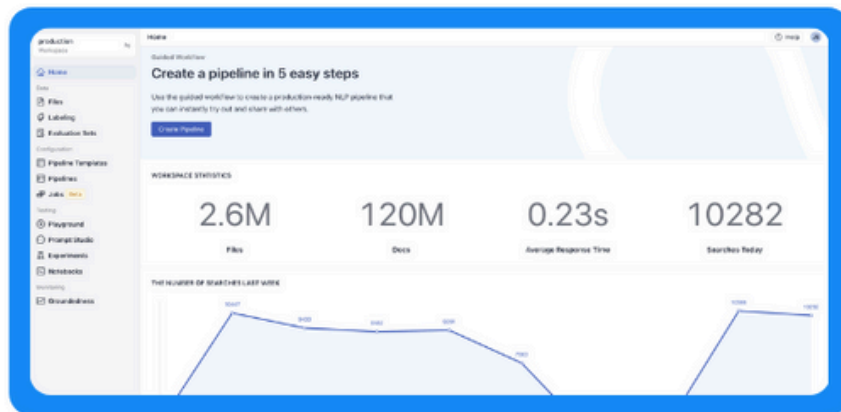 production
Workspace
Home
Data
Files
Labeling
Evaluation Sets
Configuration
Pipeline Templates
Pipelines
Jobs Beta
Testing
Playground
Prompt Studio
Experiments
Notebooks
Monitoring
Groundedness
Home
Help
Guided Workflow
Create a pipeline in 5 easy steps
Use the guided workflow to create a production-ready NLP pipeline that
you can instantly try out and share with others.
Create Pipeline
WORKSPACE STATISTICS
2.6M
120M
0.23s
10282
Files
Docs
Average Response Time
Searches Today
THE NUMBER OF SEARCHES LAST WEEK